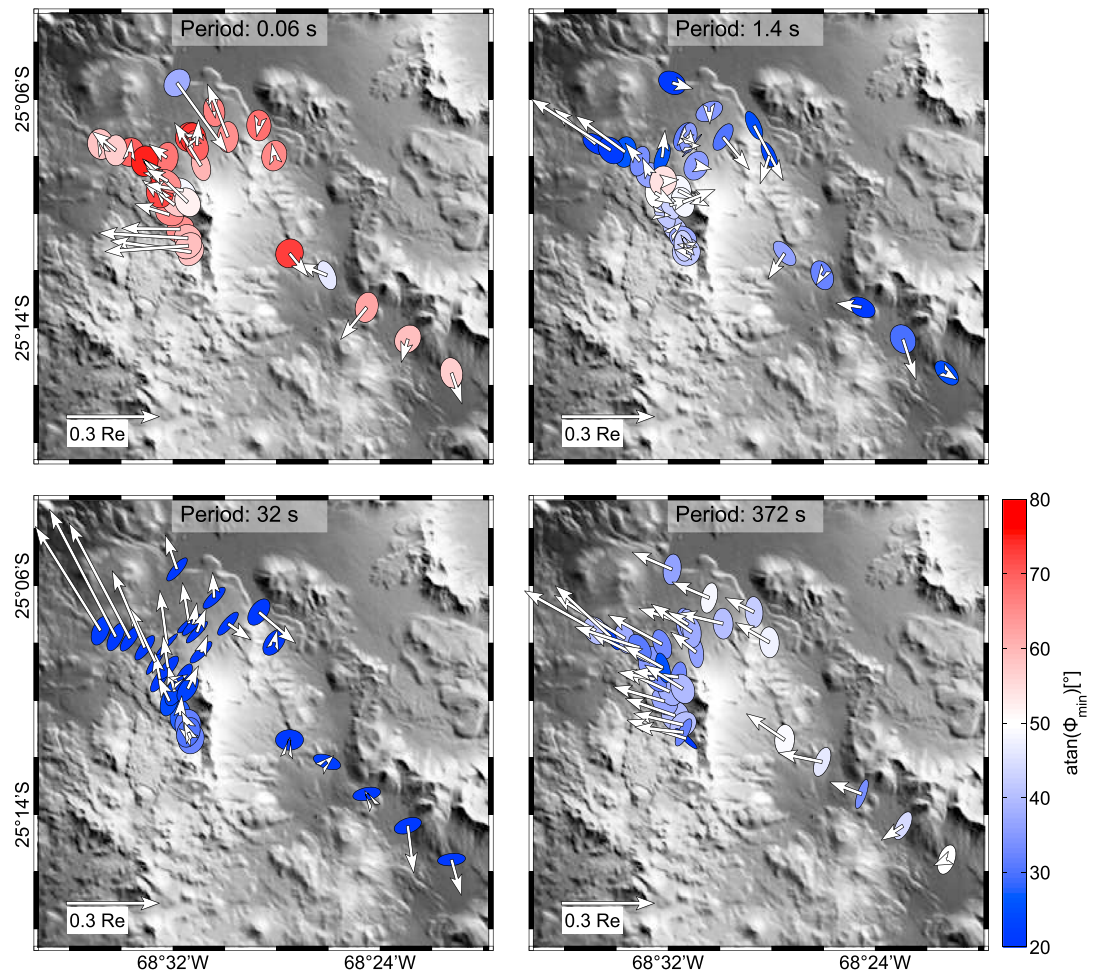 Period: 0.06 s
Period: 1.4 s
25°06'S
25°14'S
0.3 Re
0.3 Re
Period: 32 s
Period: 372 s
25°06'S
25°14'S
0.3 Re
0.3 Re
68°32'W
68°24'W
68°32'W
68°24'W
80
70
60
50
40
30
20
atan(Φmin)[°]